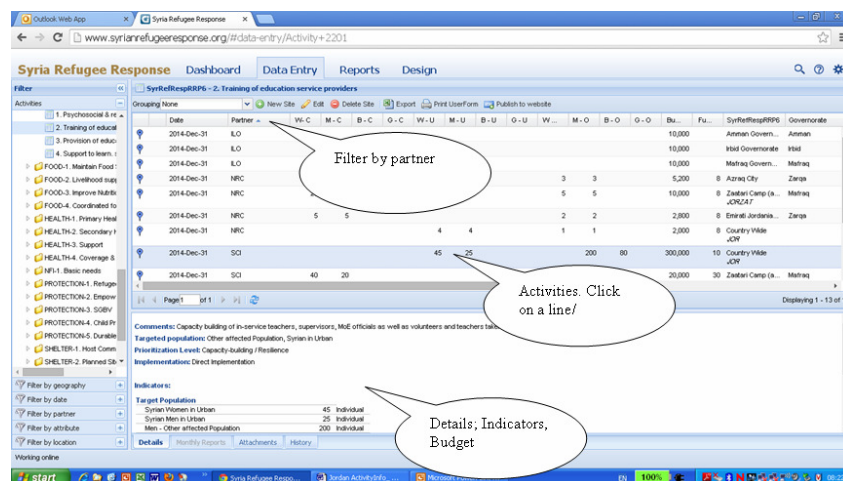 Outlook Web App
Syria Refugee Response
www.syrianrefugeeresponse.org/#data-entry/Activity+2201
Syria Refugee Response Dashboard Data Entry Reports Design
Filter
SyrRefRespRRP6 - 2. Training of education service providers
Activities
Grouping None New Site Edit Delete Site Export Print UserForm Publish to website
1. Psychosocial & re
2. Training of educat
3. Provision of educ
4. Support to learn.
FOOD-1. Maintain Food
FOOD-2. Livelihood supp
FOOD-3. Improve Nutriti
FOOD-4. Coordinated fo
HEALTH-1. Primary Heal
HEALTH-2. Secondary H
HEALTH-3. Support
HEALTH-4. Coverage &
NFI-1. Basic needs
PROTECTION-1. Refuge
PROTECTION-2. Empow
PROTECTION-3. SGBV
PROTECTION-4. Child Pr
PROTECTION-5. Durable
SHELTER-1. Host Comm
SHELTER-2. Planned Sit
Filter by geography
Filter by date
Filter by partner
Filter by attribute
Filter by location
Date Partner W- C M - C B - C G - C W - U M - U B - U G - U W ... M - O B - O G - O Bu... Fu... SyrRefRespRRP6 Governorate
2014-Dec-31 ILO 10,000 Amman Govern... Amman
2014-Dec-31 ILO 10,000 Irbid Governorate Irbid
2014-Dec-31 ILO 10,000 Mafraq Govern... Mafraq
2014-Dec-31 NRC 3 3 5,200 8 Azraq City Zarqa
2014-Dec-31 NRC 5 5 10,000 8 Zaatari Camp (a... Mafraq
JORZAT
2014-Dec-31 NRC 5 5 2 2 2,800 8 Emirati Jordania... Zarqa
2014-Dec-31 NRC 4 4 1 1 2,000 8 Country Wide
JOR
2014-Dec-31 SCI 45 25 200 80 300,000 10 Country Wide
JOR
2014-Dec-31 SCI 40 20 20,000 30 Zaatari Camp (a... Mafraq
Filter by partner
Activities. Click
on a line/
Page 1 of 1
Displaying 1 - 13 of
Comments: Capacity building of in-service teachers, supervisors, MoE officials as well as volunteers and teachers
Targeted population: Other affected Population, Syrian in Urban
Prioritization Level: Capacity-building / Resilience
Implementation: Direct Implementation
Indicators:
Target Population
Syrian Women in Urban 45 Individual
Syrian Men in Urban 25 Individual
Men - Other affected Population 200 Individual
Details; Indicators,
Budget
Details Monthly Reports Attachments History
Working online
start Syria Refugee Respo... Jordan ActivityInfo_ ... EN 100%